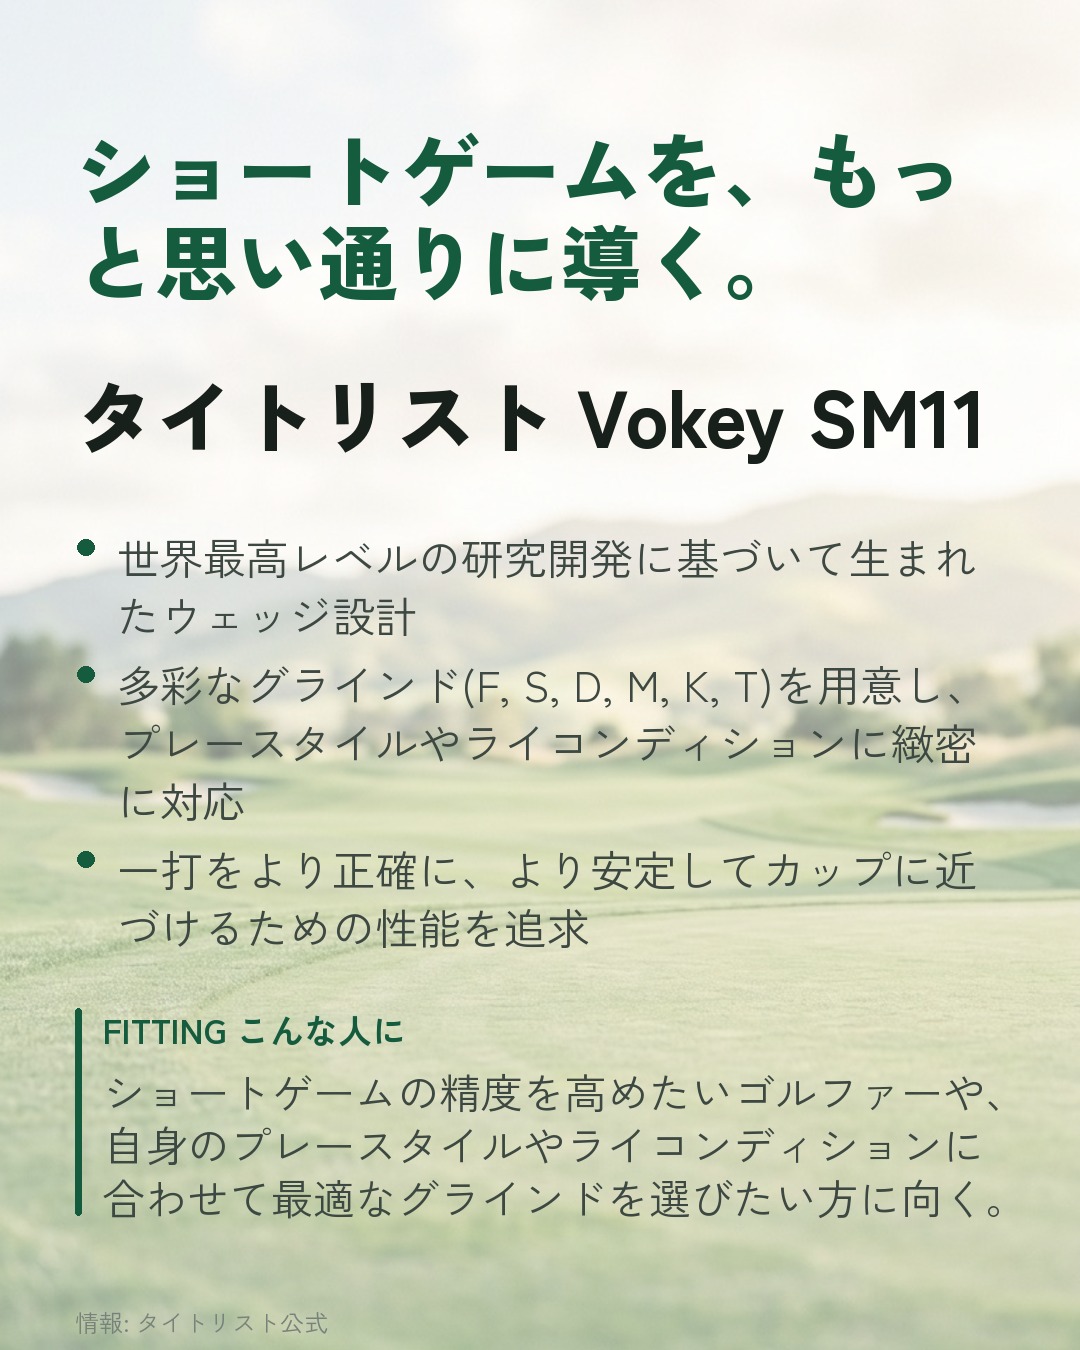 ショートゲームを、もっ
と思い通りに導く。
タイトリスト Vokey SM11
● 世界最高レベルの研究開発に基づいて生まれ
たウェッジ設計
● 多彩なグラインド(F, S, D, M, K, T)を用意し、
プレースタイルやライコンディションに緻密
に対応
● 一打をより正確に、より安定してカップに近
づけるための性能を追求
FITTING こんな人に
ショートゲームの精度を高めたいゴルファーや、
自身のプレースタイルやライコンディションに
合わせて最適なグラインドを選びたい方に向く。
情報: タイトリスト公式